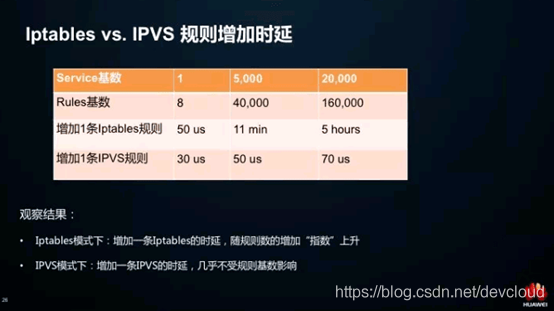 Iptables vs. IPVS 规则增加时延
Service基数 1 5,000 20,000
Rules基数 8 40,000 160,000
增加1条Iptables规则 50 us 11 min 5 hours
增加1条IPVS规则 30 us 50 us 70 us
观察结果：
• Iptables模式下：增加一条Iptables的时延，随规则数的增加“指数”上升
• IPVS模式下：增加一条IPVS的时延，几乎不受规则基数影响
26
https://blog.csdn.net/devcloud
HUAWEI